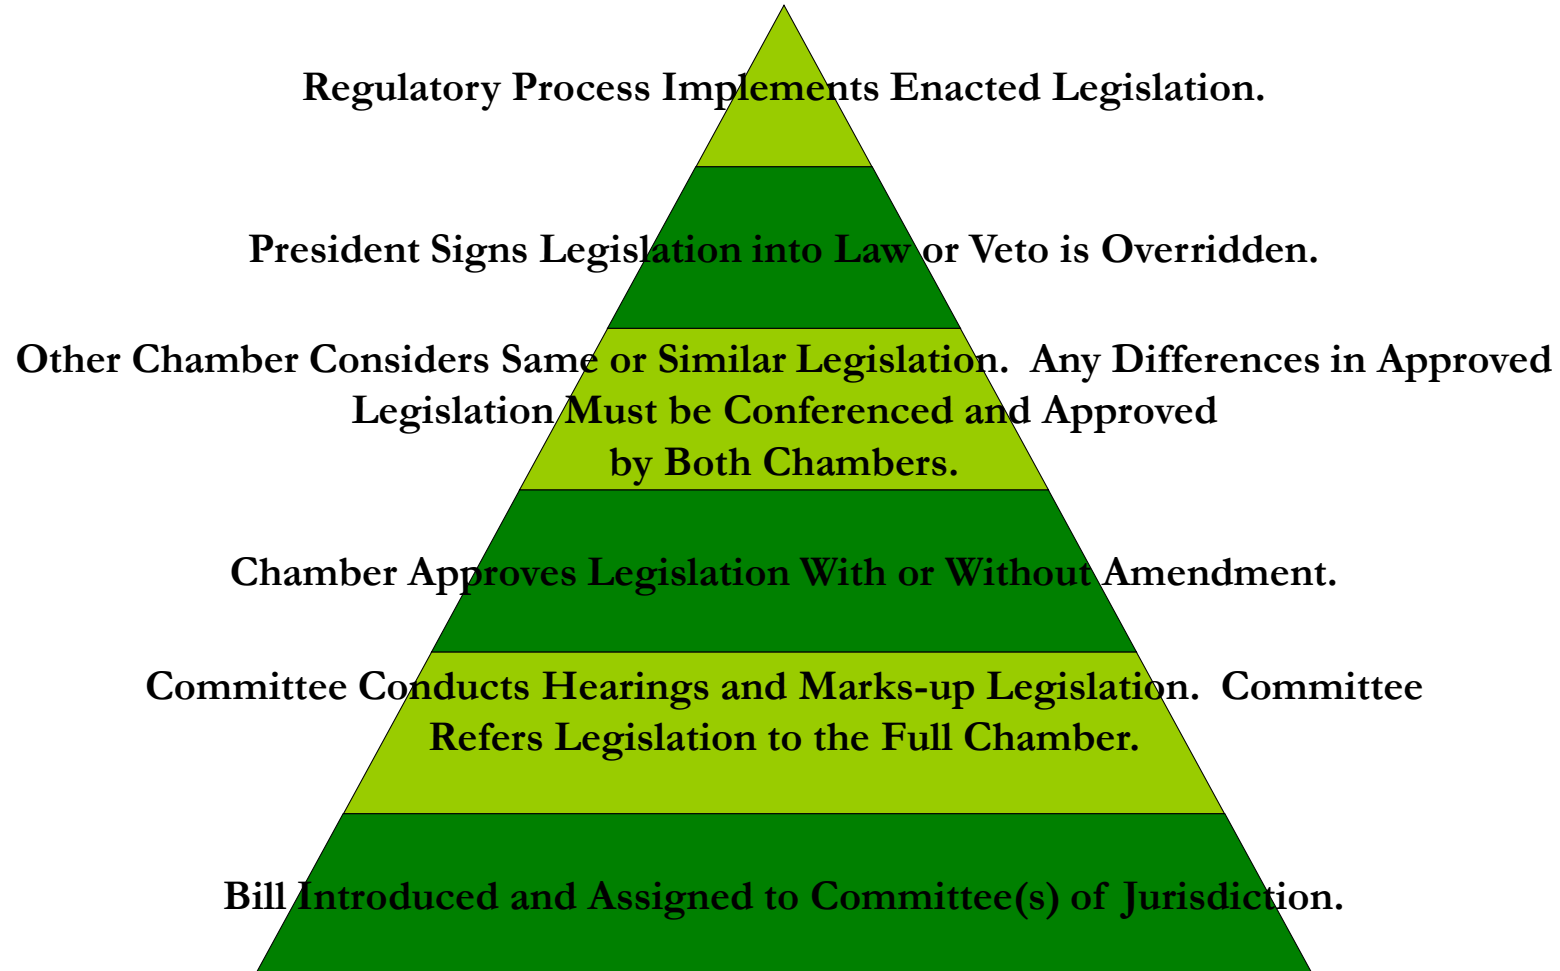 Regulatory Process Implements Enacted Legislation.
President Signs Legislation into Law or Veto is Overridden.
Other Chamber Considers Same or Similar Legislation.  Any Differences in Approved
Legislation Must be Conferenced and Approved
by Both Chambers.
Chamber Approves Legislation With or Without Amendment.
Committee Conducts Hearings and Marks-up Legislation.  Committee
Refers Legislation to the Full Chamber.
Bill Introduced and Assigned to Committee(s) of Jurisdiction.